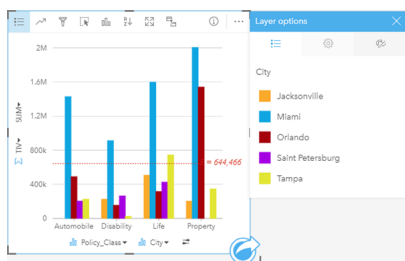 Layer options
City
Jacksonville
Miami
Orlando
Saint Petersburg
Tampa
2M
1.6M
1.2M
800k
400k
0
SUM
TIV
Σ
x̄ = 644,466
Automobile Disability Life Property
Policy_Class City